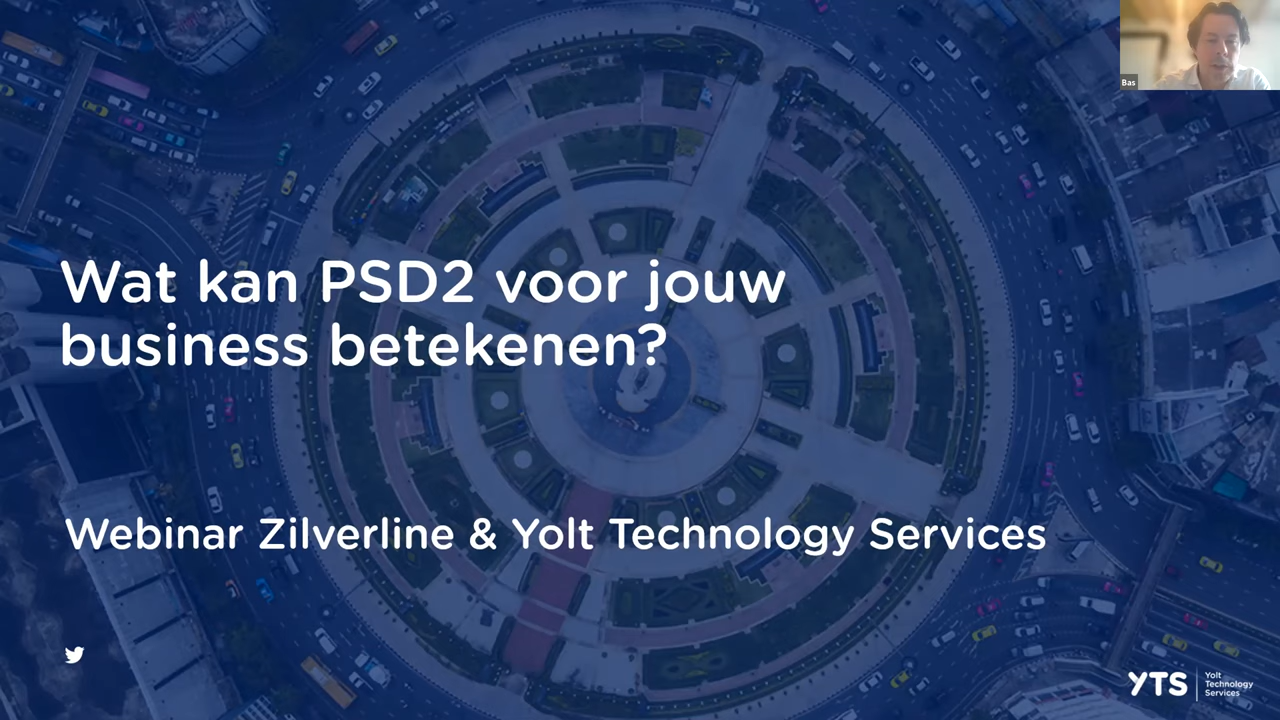 Bas
Wat kan PSD2 voor jouw
business betekenen?
Webinar Zilverline & Yolt Technology Services
YTS
Yolt
Technology
Services